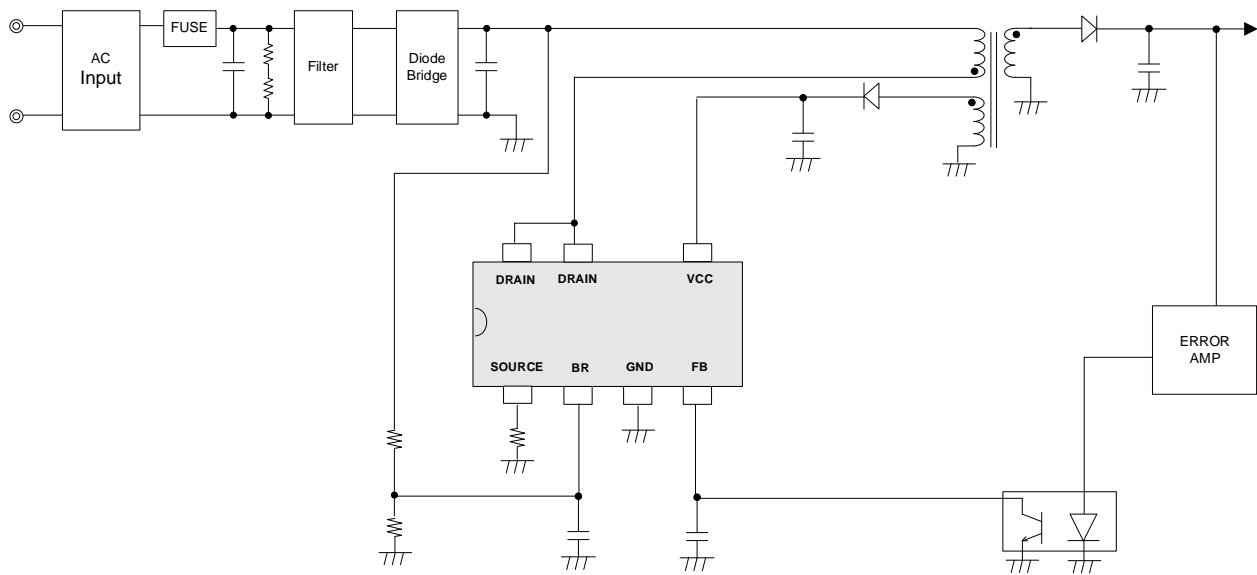 AC
Input
FUSE
Filter
Diode
Bridge
DRAIN
DRAIN
VCC
SOURCE
BR
GND
FB
ERROR
AMP